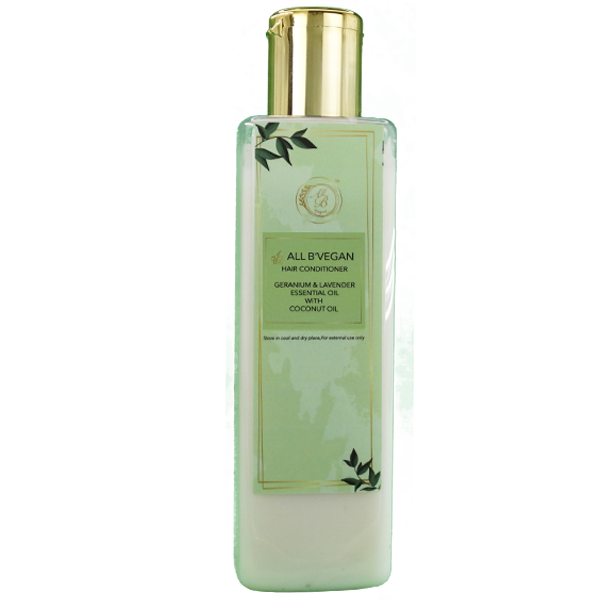 ALL B'VEGAN
HAIR CONDITIONER
GERANIUM & LAVENDER
ESSENTIAL OIL
WITH
COCONUT OIL
Store in cool and dry place,For external use only